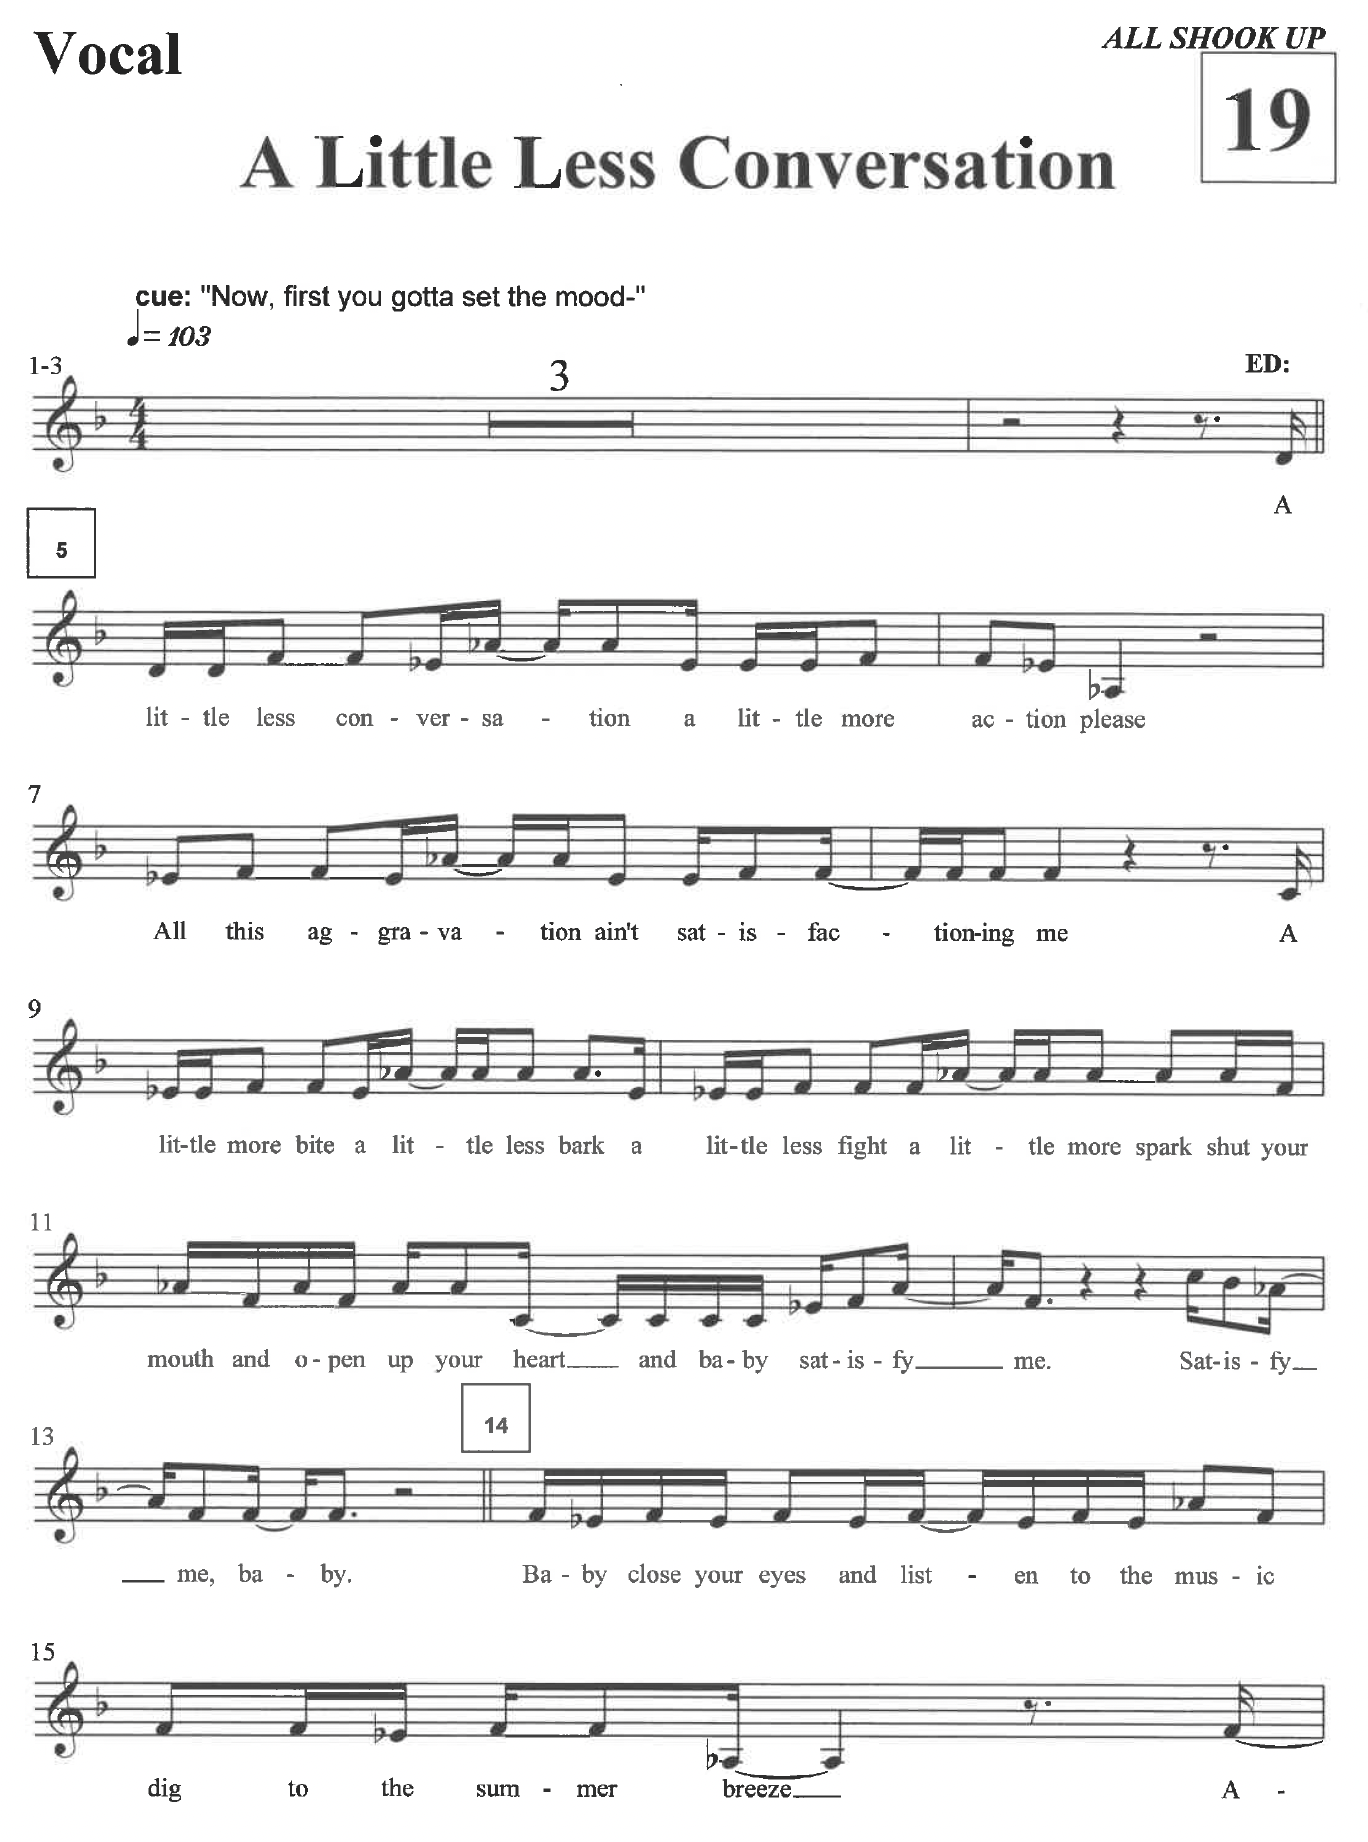 Vocal
ALL SHOOK UP
19
A Little Less Conversation
cue: "Now, first you gotta set the mood-"
♩= 103
1-3
3
ED:
A
5
lit - tle less con - ver - sa - tion a lit - tle more ac - tion please
7
All this ag - gra - va - tion ain't sat - is - fac - tion-ing me A
9
lit-tle more bite a lit - tle less bark a lit-tle less fight a lit - tle more spark shut your
11
mouth and o - pen up your heart___ and ba - by sat - is - fy___ me. Sat - is - fy__
13
14
___ me, ba - by. Ba - by close your eyes and list - en to the mus - ic
15
dig to the sum - mer breeze___ A -